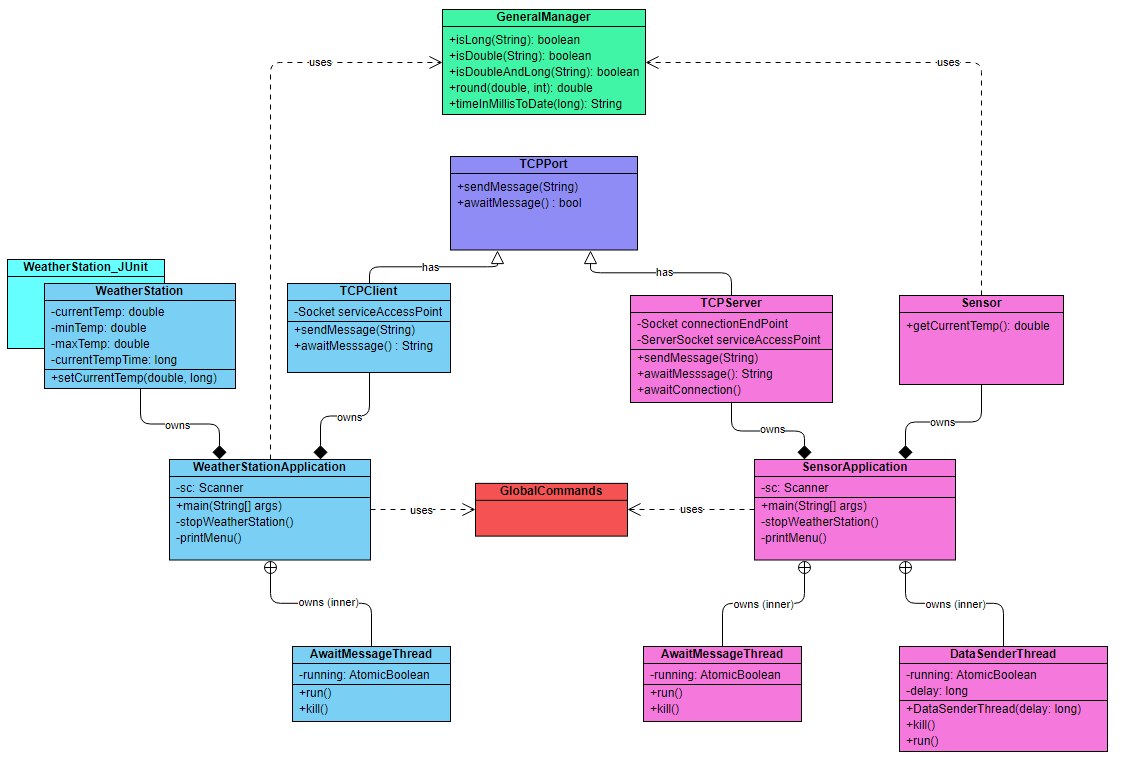 GeneralManager
+isLong(String): boolean
+isDouble(String): boolean
+isDoubleAndLong(String): boolean
+round(double, int): double
+timeInMillisToDate(long): String
uses
uses
TCPPort
+sendMessage(String)
+awaitMessage() : bool
has
has
WeatherStation_JUnit
WeatherStation
-currentTemp: double
-minTemp: double
-maxTemp: double
-currentTempTime: long
+setCurrentTemp(double, long)
TCPClient
-Socket serviceAccessPoint
+sendMessage(String)
+awaitMesssage() : String
TCPServer
-Socket connectionEndPoint
-ServerSocket serviceAccessPoint
+sendMessage(String)
+awaitMesssage(): String
+awaitConnection()
Sensor
+getCurrentTemp(): double
owns
owns
owns
owns
WeatherStationApplication
-sc: Scanner
+main(String[] args)
-stopWeatherStation()
-printMenu()
uses
GlobalCommands
uses
SensorApplication
-sc: Scanner
+main(String[] args)
-stopWeatherStation()
-printMenu()
owns (inner)
owns (inner)
owns (inner)
AwaitMessageThread
-running: AtomicBoolean
+run()
+kill()
AwaitMessageThread
-running: AtomicBoolean
+run()
+kill()
DataSenderThread
-running: AtomicBoolean
-delay: long
+DataSenderThread(delay: long)
+kill()
+run()